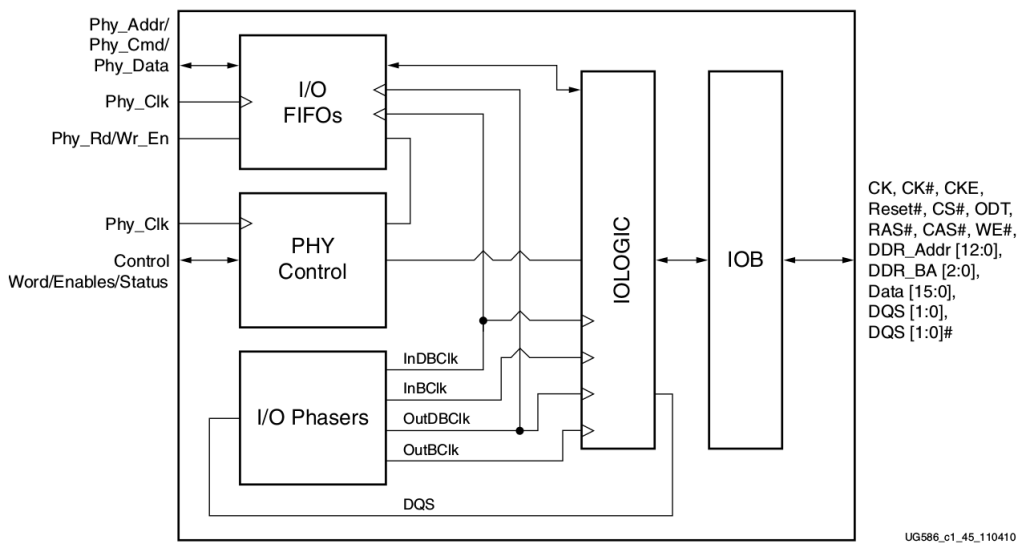 Phy_Addr/
Phy_Cmd/
Phy_Data
Phy_Clk
Phy_Rd/Wr_En
I/O
FIFOs
Phy_Clk
Control
Word/Enables/Status
PHY
Control
I/O Phasers
InDBClk
InBClk
OutDBClk
OutBClk
DQS
IOLOGIC
IOB
CK, CK#, CKE,
Reset#, CS#, ODT,
RAS#, CAS#, WE#,
DDR_Addr [12:0],
DDR_BA [2:0],
Data [15:0],
DQS [1:0],
DQS [1:0]#
UG586_c1_45_110410